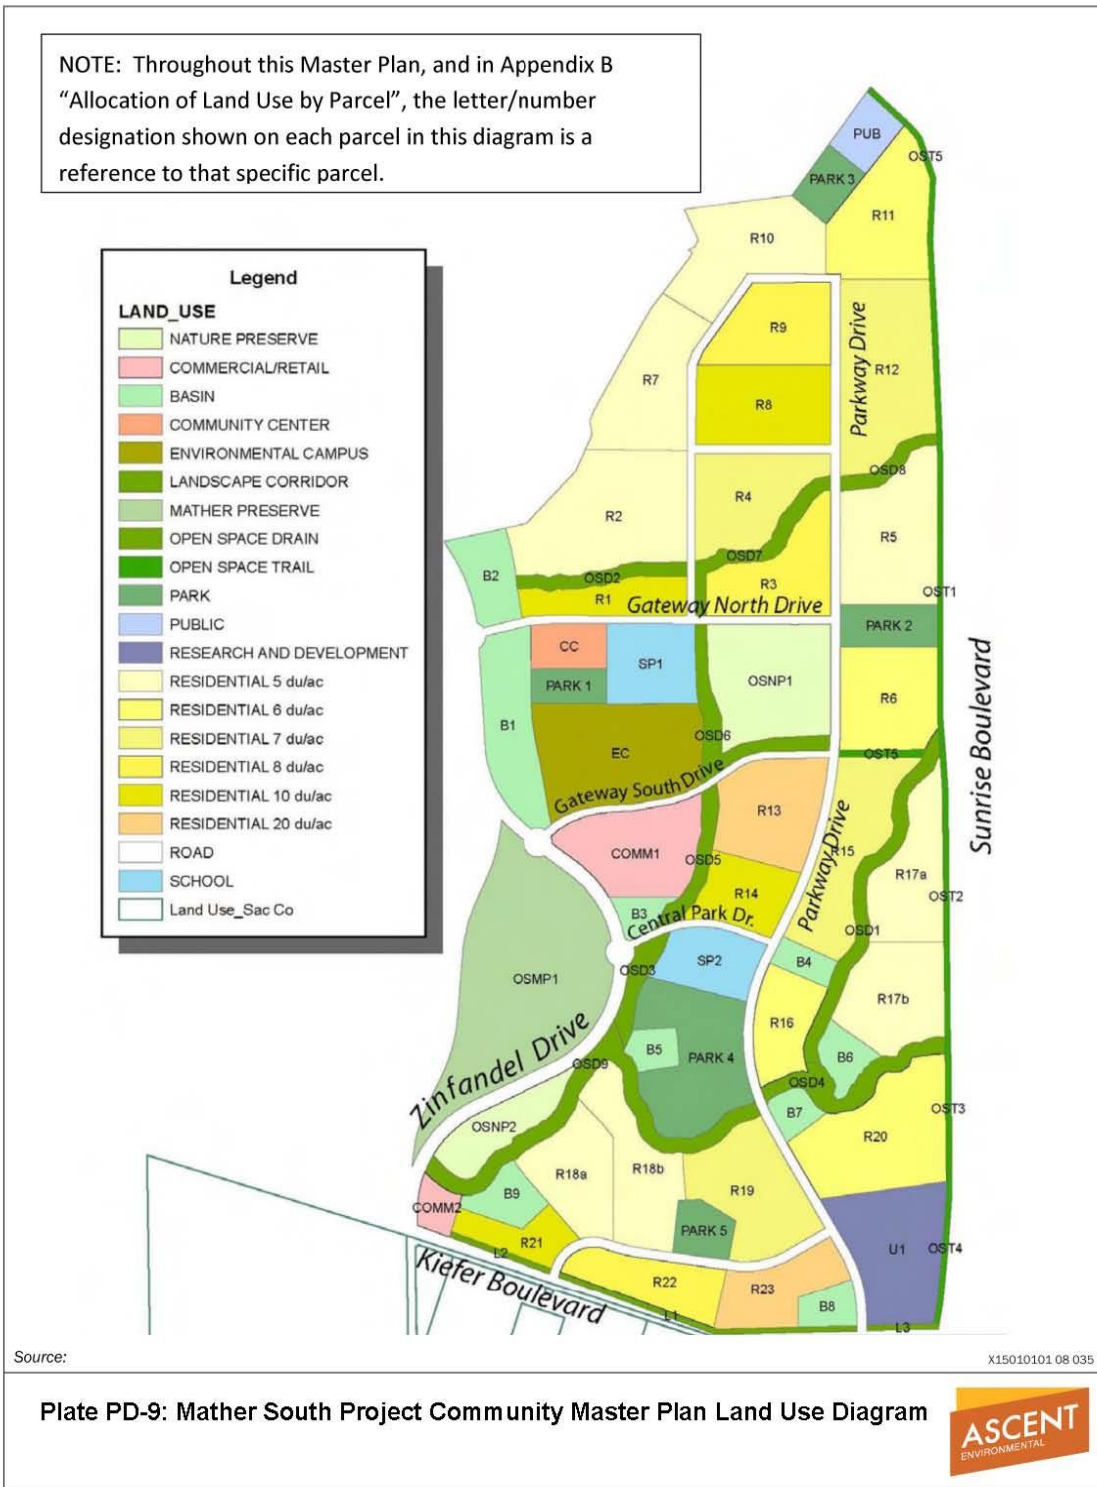 NOTE: Throughout this Master Plan, and in Appendix B
“Allocation of Land Use by Parcel”, the letter/number
designation shown on each parcel in this diagram is a
reference to that specific parcel.
Legend
LAND_USE
NATURE PRESERVE
COMMERCIAL/RETAIL
BASIN
COMMUNITY CENTER
ENVIRONMENTAL CAMPUS
LANDSCAPE CORRIDOR
MATHER PRESERVE
OPEN SPACE DRAIN
OPEN SPACE TRAIL
PARK
PUBLIC
RESEARCH AND DEVELOPMENT
RESIDENTIAL 5 du/ac
RESIDENTIAL 6 du/ac
RESIDENTIAL 7 du/ac
RESIDENTIAL 8 du/ac
RESIDENTIAL 10 du/ac
RESIDENTIAL 20 du/ac
ROAD
SCHOOL
Land Use_Sac Co
PUB
OST5
PARK 3
R11
R10
R9
Parkway Drive
R12
R7
R8
OSD8
R4
R2
R5
OSD7
B2
OSD2
R3
OST1
R1
Gateway North Drive
PARK 2
CC
SP1
OSNP1
PARK 1
R6
B1
OSD6
EC
OST5
Sunrise Boulevard
Gateway South Drive
R13
COMM1
OSD5
Parkway Drive
R15
R17a
R14
OST2
B3
Central Park Dr.
OSD1
SP2
B4
OSD3
OSMP1
R17b
R16
B5
PARK 4
B6
Zinfandel Drive
OSD9
OSD4
B7
OST3
OSNP2
R20
R18a
R18b
R19
B9
COMM2
PARK 5
R21
U1
OST4
L2
Kiefer Boulevard
R22
R23
B8
L1
L3
Source:
X15010101 08 035
Plate PD-9: Mather South Project Community Master Plan Land Use Diagram
ASCENT
ENVIRONMENTAL